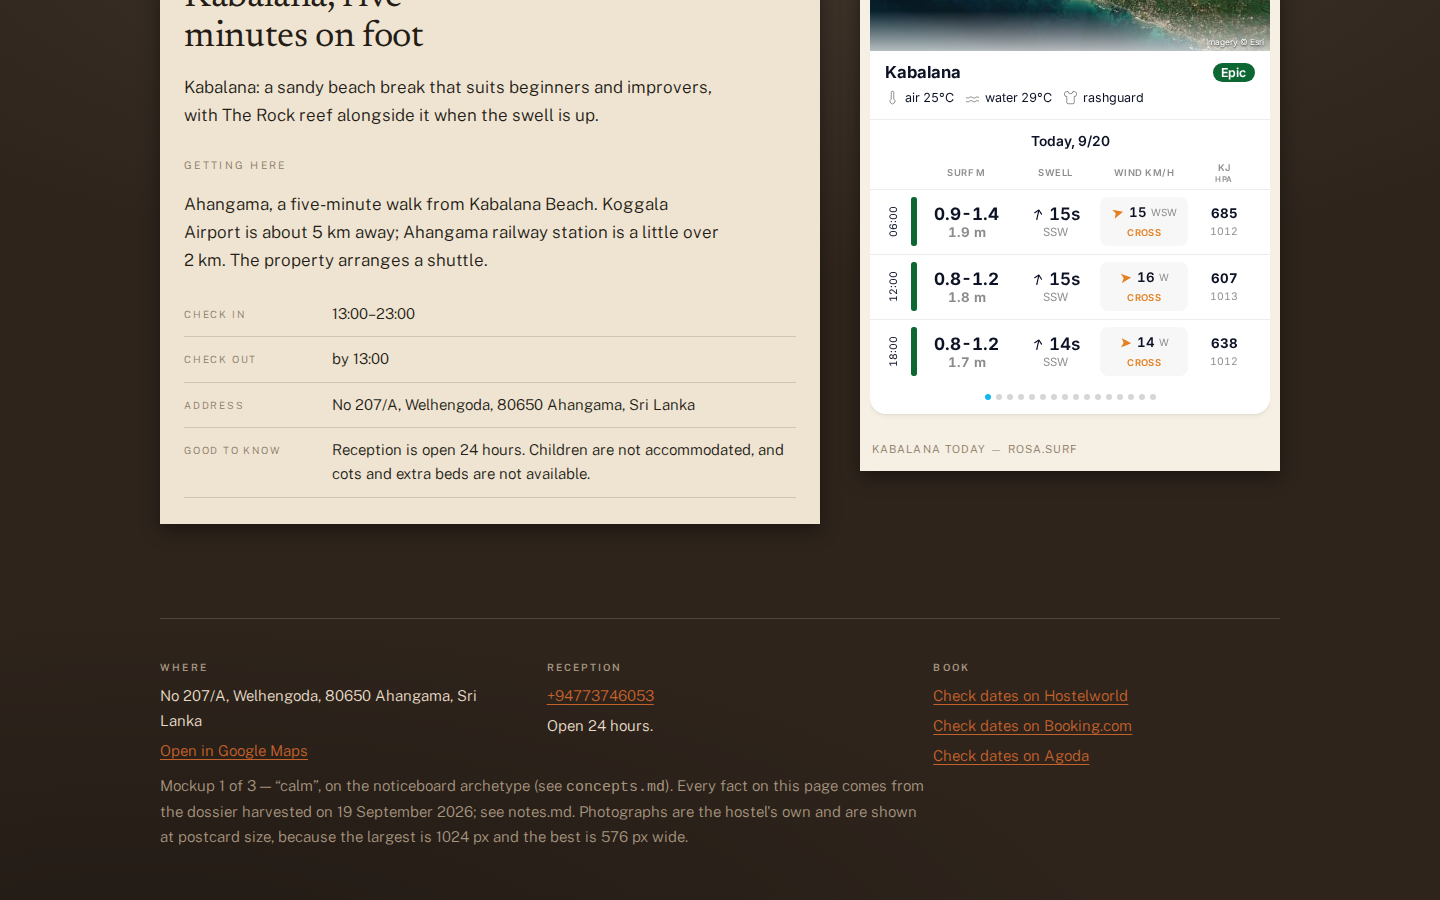 Kabalana, five
minutes on foot
Kabalana: a sandy beach break that suits beginners and improvers,
with The Rock reef alongside it when the swell is up.
GETTING HERE
Ahangama, a five-minute walk from Kabalana Beach. Koggala
Airport is about 5 km away; Ahangama railway station is a little over
2 km. The property arranges a shuttle.
CHECK IN 13:00–23:00
CHECK OUT by 13:00
ADDRESS No 207/A, Welhengoda, 80650 Ahangama, Sri Lanka
GOOD TO KNOW Reception is open 24 hours. Children are not accommodated, and
cots and extra beds are not available.
Imagery © Esri
Kabalana Epic
air 25°C water 29°C rashguard
Today, 9/20
SURF M SWELL WIND KM/H KJ
HPA
06:00 0.9-1.4 15s 15 WSW 685
1.9 m SSW CROSS 1012
12:00 0.8-1.2 15s 16 W 607
1.8 m SSW CROSS 1013
18:00 0.8-1.2 14s 14 W 638
1.7 m SSW CROSS 1012
KABALANA TODAY — ROSA.SURF
WHERE
No 207/A, Welhengoda, 80650 Ahangama, Sri
Lanka
Open in Google Maps
RECEPTION
+94773746053
Open 24 hours.
BOOK
Check dates on Hostelworld
Check dates on Booking.com
Check dates on Agoda
Mockup 1 of 3 — “calm”, on the noticeboard archetype (see concepts.md). Every fact on this page comes from
the dossier harvested on 19 September 2026; see notes.md. Photographs are the hostel's own and are shown
at postcard size, because the largest is 1024 px and the best is 576 px wide.